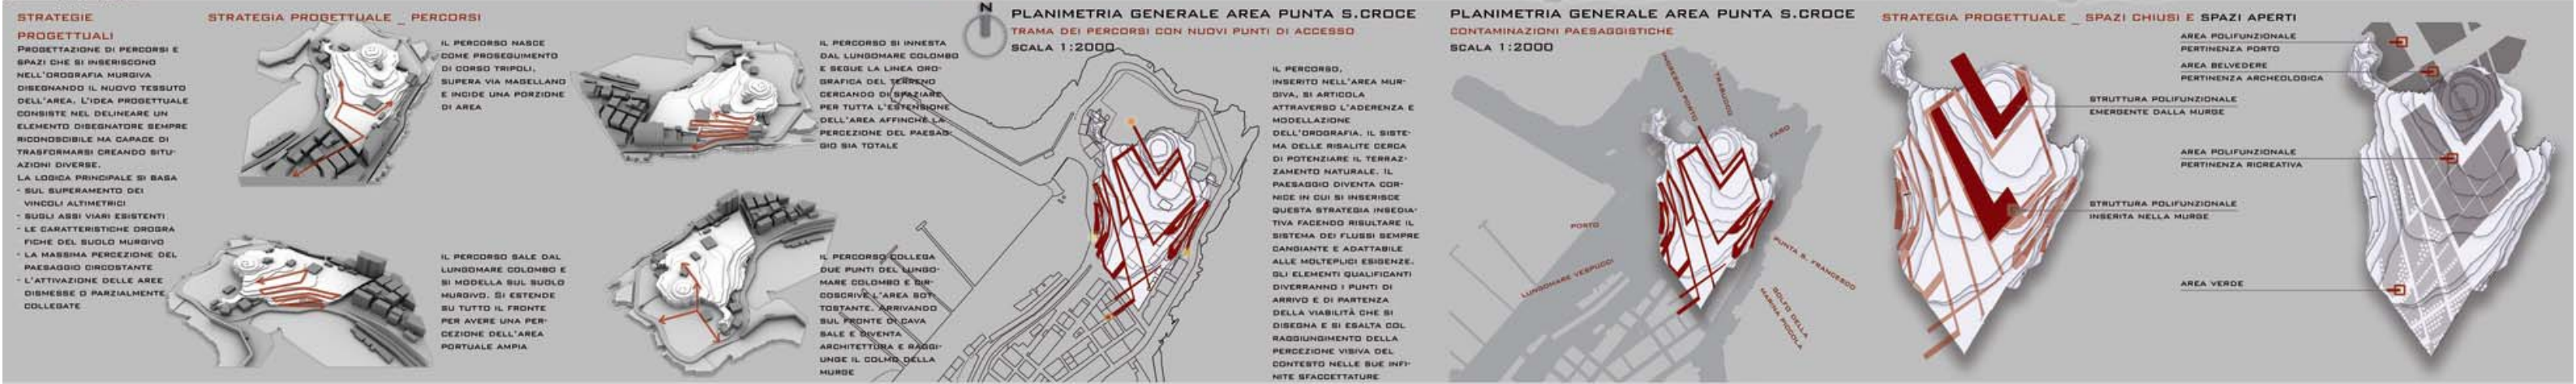 STRATEGIE
PROGETTUALI
PROGETTAZIONE DI PERCORSI E
SPAZI CHE SI INSERISCONO
NELL'OROGRAFIA MURGIVA
DISEGNANDO IL NUOVO TESSUTO
DELL'AREA. L'IDEA PROGETTUALE
CONSISTE NEL DELINEARE UN
ELEMENTO DISEGNATORE SEMPRE
RICONOSCIBILE MA CAPACE DI
TRASFORMARSI CREANDO SITU-
AZIONI DIVERSE.
LA LOGICA PRINCIPALE SI BASA
- SUL SUPERAMENTO DEI
VINCOLI ALTIMETRICI
- SUGLI ASSI VIARI ESISTENTI
- LE CARATTERISTICHE OROGRA
FICHE DEL SUOLO MURGIVO
- LA MASSIMA PERCEZIONE DEL
PAESAGGIO CIRCOSTANTE
- L'ATTIVAZIONE DELLE AREE
DISMESSE O PARZIALMENTE
COLLEGATE
STRATEGIA PROGETTUALE _ PERCORSI
IL PERCORSO NASCE
COME PROSEGUIMENTO
DI CORSO TRIPOLI,
SUPERA VIA MAGELLANO
E INCIDE UNA PORZIONE
DI AREA
IL PERCORSO SALE DAL
LUNGOMARE COLOMBO E
SI MODELLA SUL SUOLO
MURGIVO. SI ESTENDE
SU TUTTO IL FRONTE
PER AVERE UNA PER-
CEZIONE DELL'AREA
PORTUALE AMPIA
IL PERCORSO SI INNESTA
DAL LUNGOMARE COLOMBO
E SEGUE LA LINEA ORO-
GRAFICA DEL TERRENO
CERCANDO DI SPAZIARE
PER TUTTA L'ESTENSIONE
DELL'AREA AFFINCHE LA
PERCEZIONE DEL PAESAG-
GIO SIA TOTALE
IL PERCORSO COLLEGA
DUE PUNTI DEL LUNGO-
MARE COLOMBO E CIR-
COSCRIVE L'AREA SOT-
TOSTANTE, ARRIVANDO
SUL FRONTE DI CAVA
SALE E DIVENTA
ARCHITETTURA E RAGGI-
UNGE IL COLMO DELLA
MURGE
N
PLANIMETRIA GENERALE AREA PUNTA S.CROCE
TRAMA DEI PERCORSI CON NUOVI PUNTI DI ACCESSO
SCALA 1:2000
IL PERCORSO,
INSERITO NELL'AREA MUR-
GIVA, SI ARTICOLA
ATTRAVERSO L'ADERENZA E
MODELLAZIONE
DELL'OROGRAFIA. IL SISTE-
MA DELLE RISALITE CERCA
DI POTENZIARE IL TERRAZ-
ZAMENTO NATURALE. IL
PAESAGGIO DIVENTA COR-
NICE IN CUI SI INSERISCE
QUESTA STRATEGIA INSEDIA-
TIVA FACENDO RISULTARE IL
SISTEMA DEI FLUSSI SEMPRE
CANGIANTE E ADATTABILE
ALLE MOLTEPLICI ESIGENZE.
GLI ELEMENTI QUALIFICANTI
DIVERRANNO I PUNTI DI
ARRIVO E DI PARTENZA
DELLA VIABILITÀ CHE SI
DISEGNA E SI ESALTA COL
RAGGIUNGIMENTO DELLA
PERCEZIONE VISIVA DEL
CONTESTO NELLE SUE INFI-
NITE SFACCETTATURE
PLANIMETRIA GENERALE AREA PUNTA S.CROCE
CONTAMINAZIONI PAESAGGISTICHE
SCALA 1:2000
INGRESSO PORTO
TRABUCCO
FARO
PORTO
LUNGOMARE VESPUCCI
PUNTA S. FRANCESCO
GOLFO DELLA
MARINA PICCOLA
STRATEGIA PROGETTUALE _ SPAZI CHIUSI E SPAZI APERTI
STRUTTURA POLIFUNZIONALE
EMERGENTE DALLA MURGE
STRUTTURA POLIFUNZIONALE
INSERITA NELLA MURGE
AREA POLIFUNZIONALE
PERTINENZA PORTO
AREA BELVEDERE
PERTINENZA ARCHEOLOGICA
AREA POLIFUNZIONALE
PERTINENZA RICREATIVA
AREA VERDE